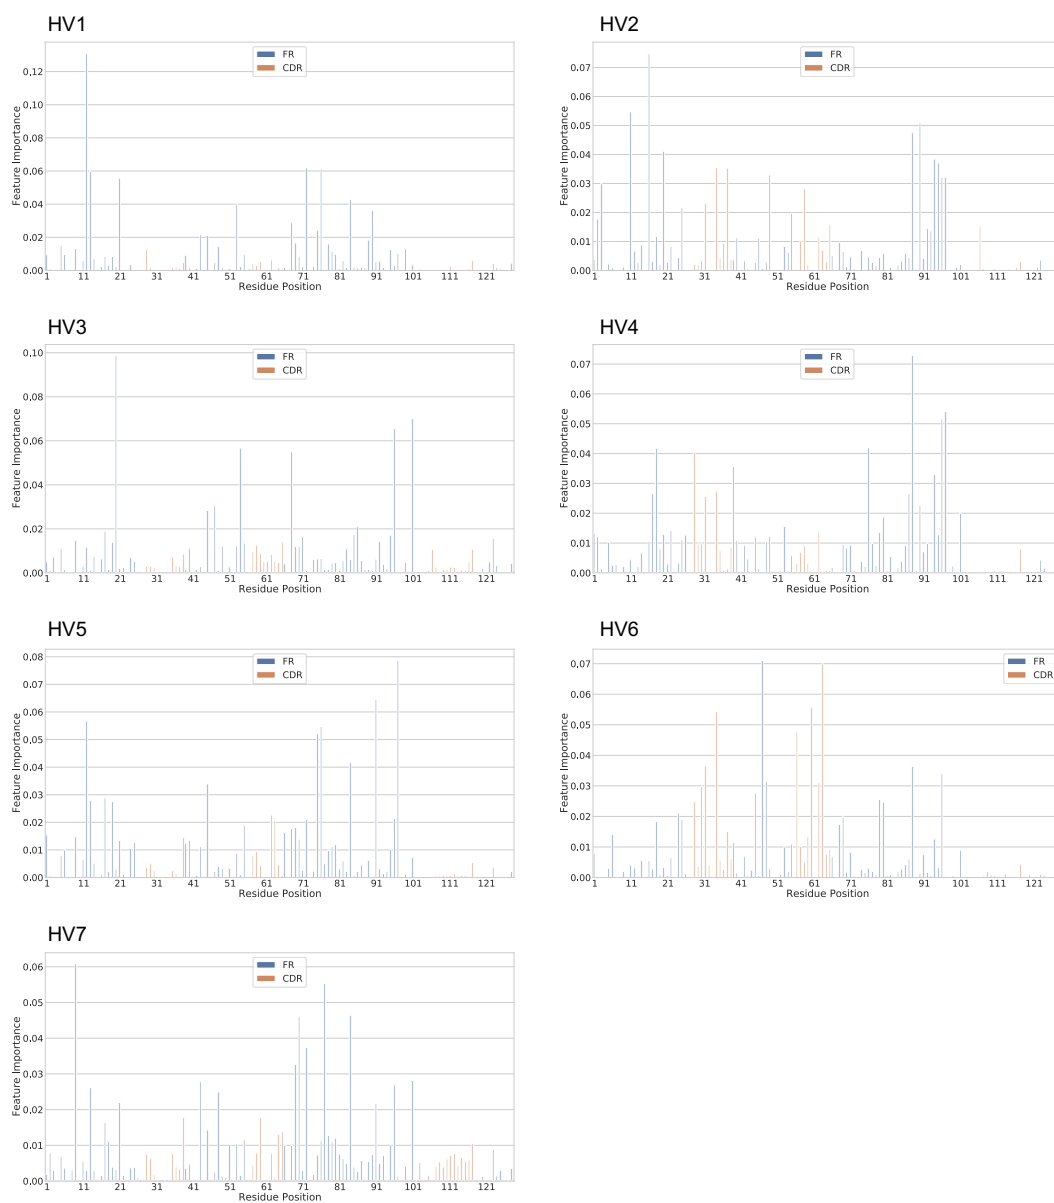 HV1
FR
CDR
Feature Importance
0.12
0.10
0.08
0.06
0.04
0.02
0.00
1 11 21 31 41 51 61 71 81 91 101 111 121
Residue Position
HV2
FR
CDR
Feature Importance
0.07
0.06
0.05
0.04
0.03
0.02
0.01
0.00
1 11 21 31 41 51 61 71 81 91 101 111 121
Residue Position
HV3
FR
CDR
Feature Importance
0.10
0.08
0.06
0.04
0.02
0.00
1 11 21 31 41 51 61 71 81 91 101 111 121
Residue Position
HV4
FR
CDR
Feature Importance
0.07
0.06
0.05
0.04
0.03
0.02
0.01
0.00
1 11 21 31 41 51 61 71 81 91 101 111 121
Residue Position
HV5
FR
CDR
Feature Importance
0.08
0.07
0.06
0.05
0.04
0.03
0.02
0.01
0.00
1 11 21 31 41 51 61 71 81 91 101 111 121
Residue Position
HV6
FR
CDR
Feature Importance
0.07
0.06
0.05
0.04
0.03
0.02
0.01
0.00
1 11 21 31 41 51 61 71 81 91 101 111 121
Residue Position
HV7
FR
CDR
Feature Importance
0.06
0.05
0.04
0.03
0.02
0.01
0.00
1 11 21 31 41 51 61 71 81 91 101 111 121
Residue Position